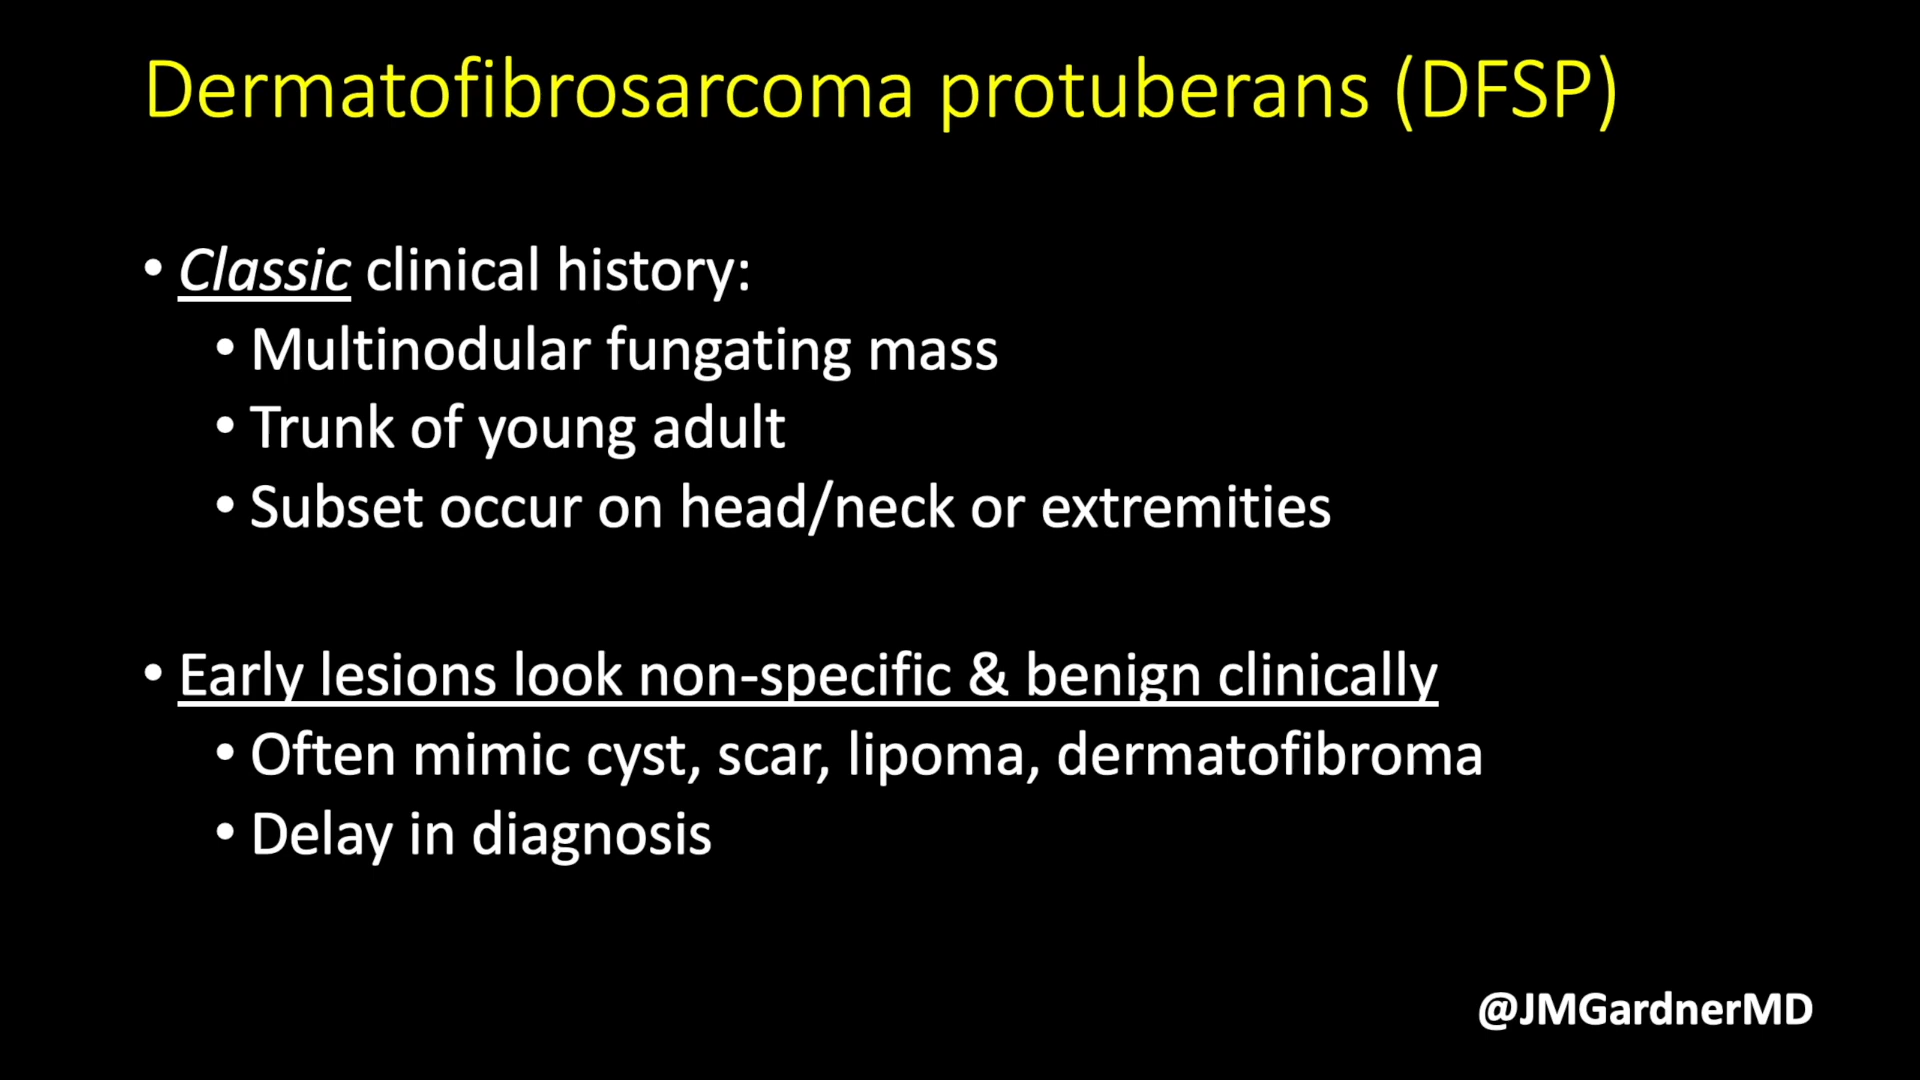 Dermatofibrosarcoma protuberans (DFSP)
• Classic clinical history:
• Multinodular fungating mass
• Trunk of young adult
• Subset occur on head/neck or extremities
• Early lesions look non-specific & benign clinically
• Often mimic cyst, scar, lipoma, dermatofibroma
• Delay in diagnosis
@JMGardnerMD